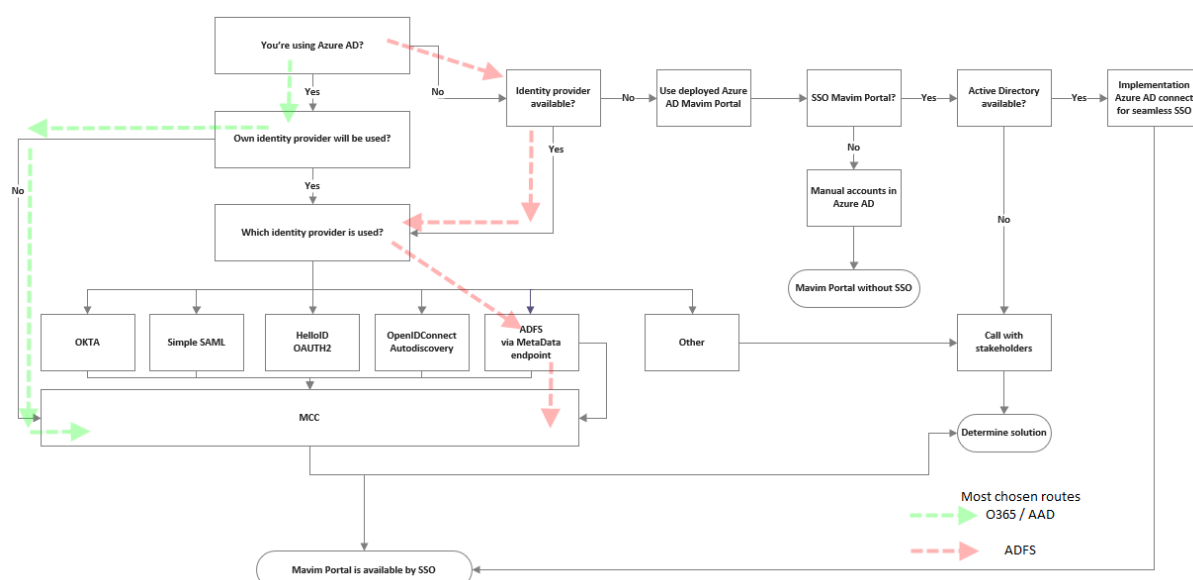 You're using Azure AD?
No
Yes
Identity provider
available?
No
Use deployed Azure
AD Mavim Portal
SSO Mavim Portal?
Yes
Active Directory
available?
Yes
Implementation
Azure AD connect
for seamless SSO
Own identity provider will be used?
No
Yes
Yes
No
Manual accounts in
Azure AD
No
Which identity provider is used?
Mavim Portal without SSO
OKTA
Simple SAML
HelloID
OAUTH2
OpenIDConnect
Autodiscovery
ADFS
via MetaData
endpoint
Other
Call with
stakeholders
MCC
Determine solution
Most chosen routes
O365 / AAD
ADFS
Mavim Portal is available by SSO